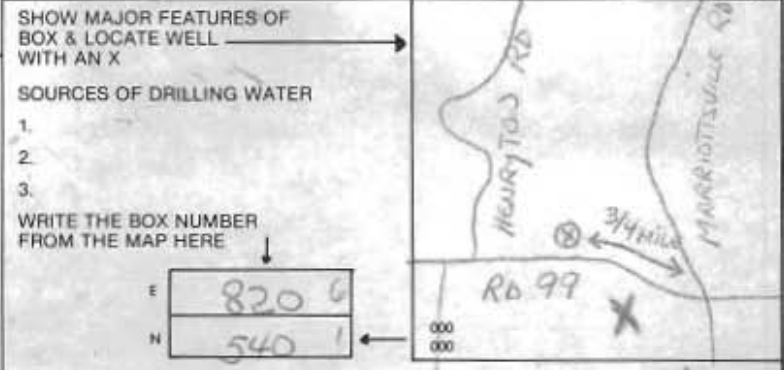 SHOW MAJOR FEATURES OF
BOX & LOCATE WELL
WITH AN X
SOURCES OF DRILLING WATER
1.
2.
3.
WRITE THE BOX NUMBER
FROM THE MAP HERE
E 820 6
N 540 1
HENRYTOS RD
MARRIOTTSVILLE RD
3/4 MILE
RD 99
X
000
000